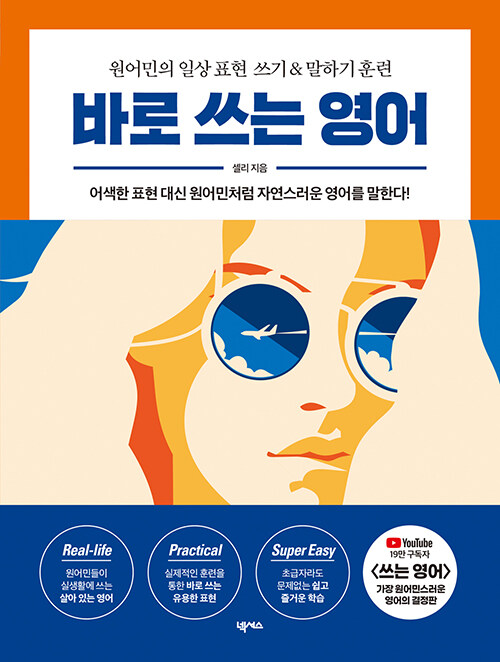 원어민의 일상 표현 쓰기 & 말하기 훈련
바로 쓰는 영어
셀리 지음
어색한 표현 대신 원어민처럼 자연스러운 영어를 말한다!
Real-life
원어민들이
실생활에 쓰는
살아 있는 영어
Practical
실제적인 훈련을
통한 바로 쓰는
유용한 표현
Super Easy
초급자라도
문제없는 쉽고
즐거운 학습
YouTube
19만 구독자
〈쓰는 영어〉
가장 원어민스러운
영어의 결정판
넥서스